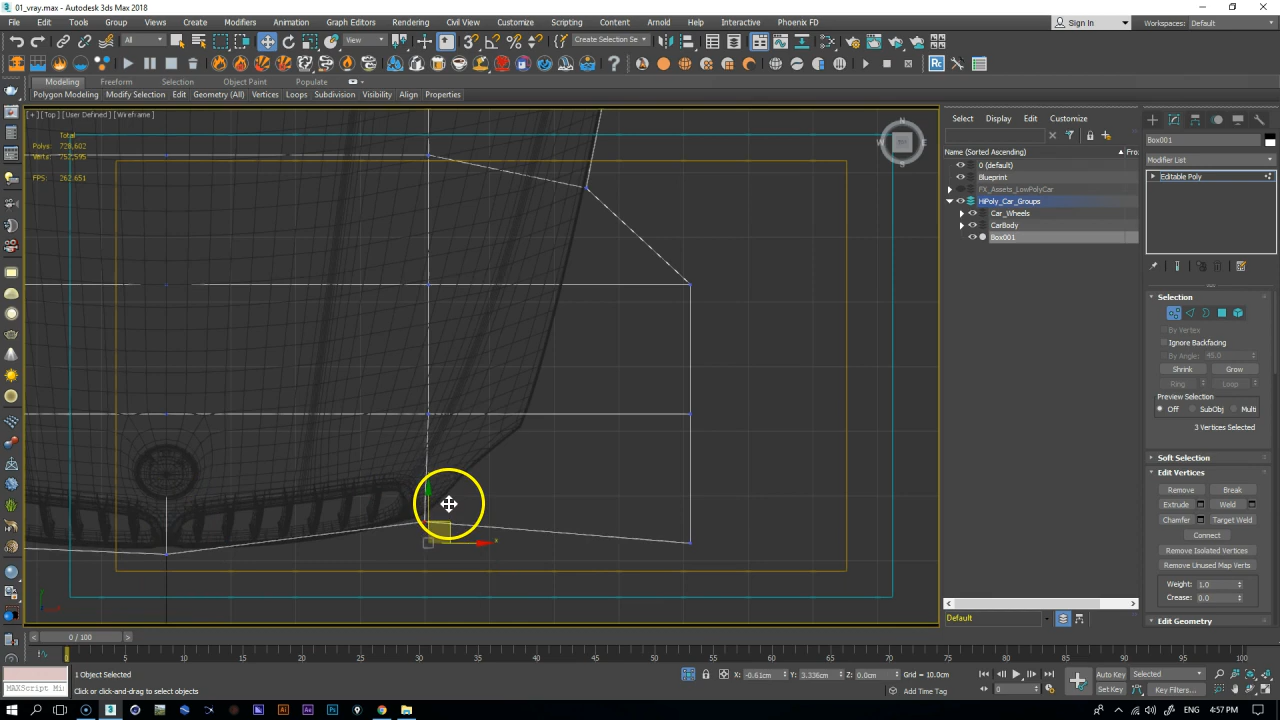 01_vray.max - Autodesk 3ds Max 2018
File Edit Tools Group Views Create Modifiers Animation Graph Editors Rendering Civil View Customize Scripting Content Arnold Help Interactive Phoenix FD
Sign In Workspaces: Default
All View Create Selection Se
Modeling Freeform Selection Object Paint Populate
Polygon Modeling Modify Selection Edit Geometry (All) Vertices Loops Subdivision Visibility Align Properties
[+] [Top] [User Defined] [Wireframe]
Total
Polys: 728,602
Verts: 752,595
FPS: 262.651
Select Display Edit Customize
Name (Sorted Ascending) Fro
0 (default)
Blueprint
FX_Assets_LowPolyCar
HiPoly_Car_Groups
Car_Wheels
CarBody
Box001
Default
Box001
Modifier List
Editable Poly
Selection
By Vertex
Ignore Backfacing
By Angle: 45.0
Shrink Grow
Ring Loop
Preview Selection
Off SubObj Multi
3 Vertices Selected
Soft Selection
Edit Vertices
Remove Break
Extrude Weld
Chamfer Target Weld
Connect
Remove Isolated Vertices
Remove Unused Map Verts
Weight: 1.0
Crease: 0.0
Edit Geometry
0 / 100
0 5 10 15 20 25 30 35 40 45 50 55 60 65 70 75 80 85 90 95 100
MAXScript Mi
1 Object Selected
Click or click-and-drag to select objects
X: -0.61cm Y: 3.336cm Z: 0.0cm Grid = 10.0cm
Add Time Tag
0
Auto Key Selected
Set Key Key Filters...
ENG 4:57 PM